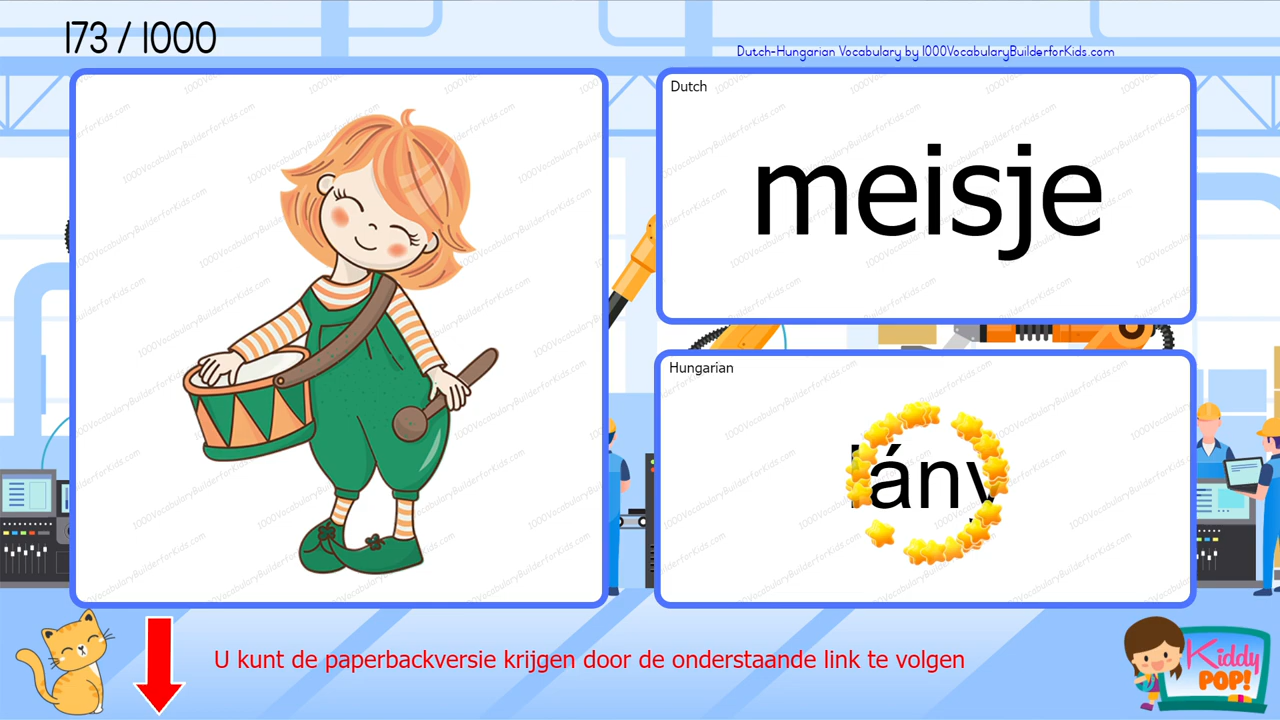 173 / 1000
Dutch-Hungarian Vocabulary by 1000VocabularyBuilderforKids.com
Dutch
meisje
Hungarian
lány
U kunt de paperbackversie krijgen door de onderstaande link te volgen
Kiddy
POP!